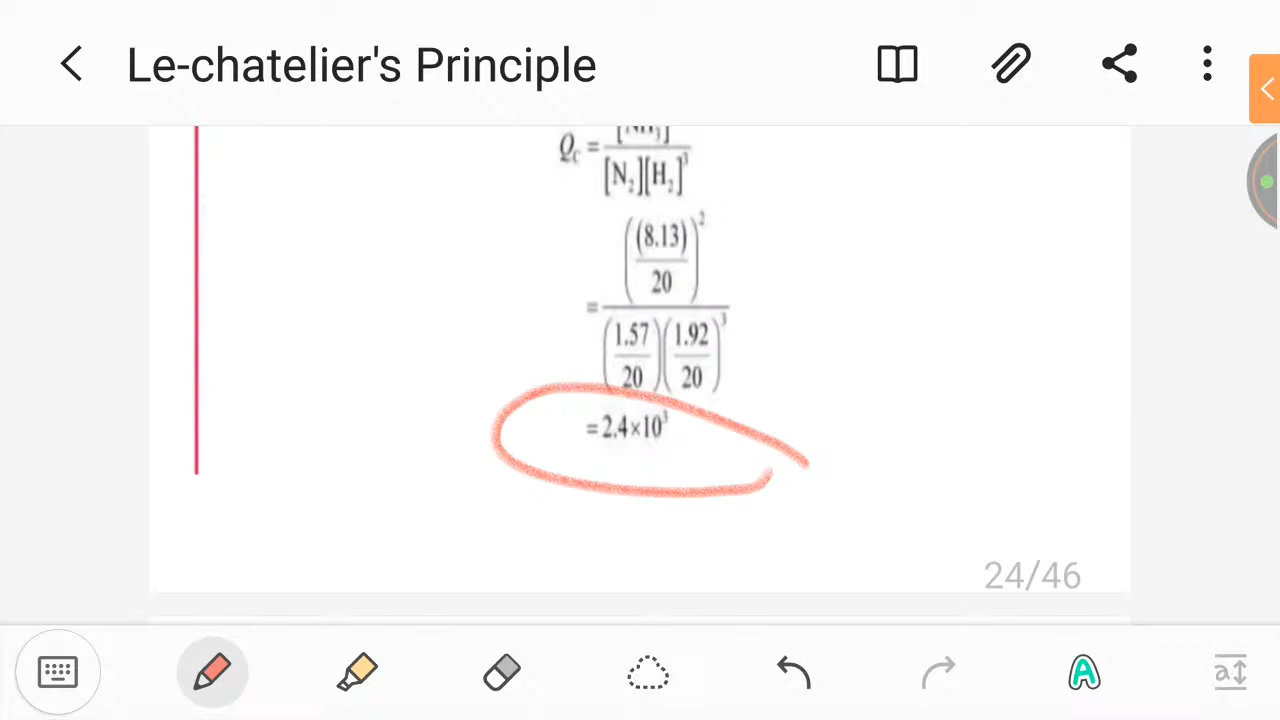 Le-chatelier's Principle
Q_c = [NH₃] / [N₂][H₂]³
= ((8.13)/20)² / (1.57/20)(1.92/20)³
= 2.4×10³
24/46
A
a